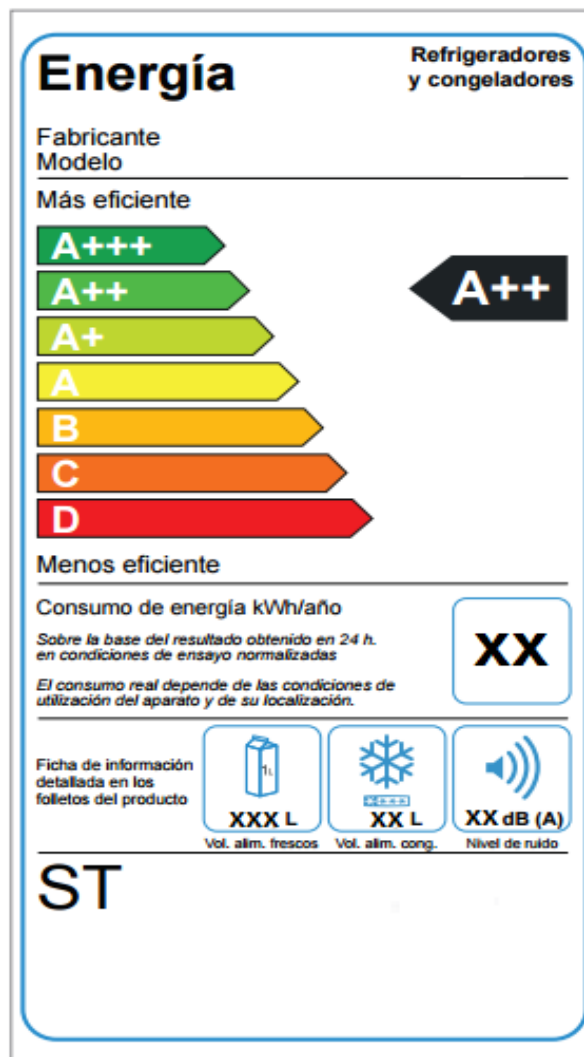 Energía
Refrigeradores
y congeladores
Fabricante
Modelo
Más eficiente
A+++
A++
A++
A+
A
B
C
D
Menos eficiente
Consumo de energía kWh/año
Sobre la base del resultado obtenido en 24 h.
en condiciones de ensayo normalizadas
XX
El consumo real depende de las condiciones de
utilización del aparato y de su localización.
Ficha de información
detallada en los
folletos del producto
1L
XXX L
Vol. alim. frescos
XX L
Vol. alim. cong.
XX dB (A)
Nivel de ruido
ST